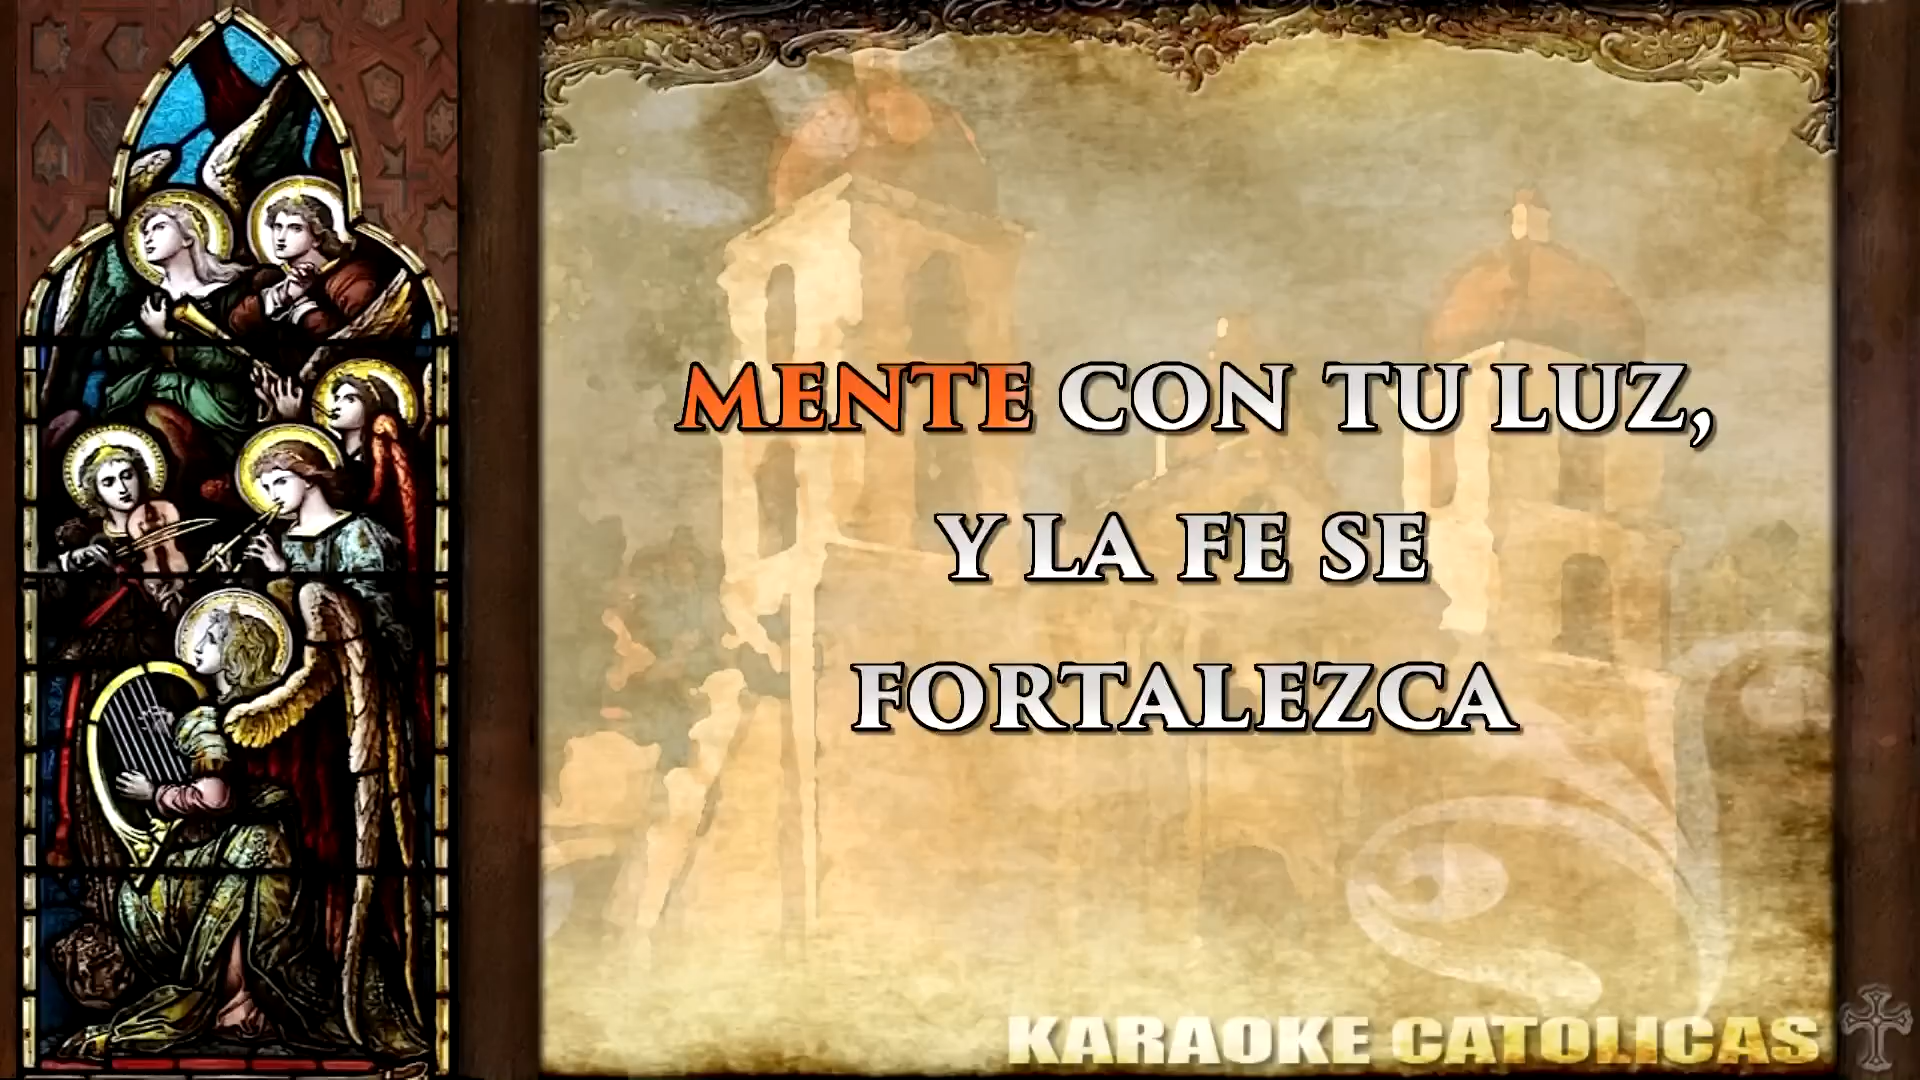 MENTE CON TU LUZ,
Y LA FE SE
FORTALEZCA
KARAOKE CATOLICAS